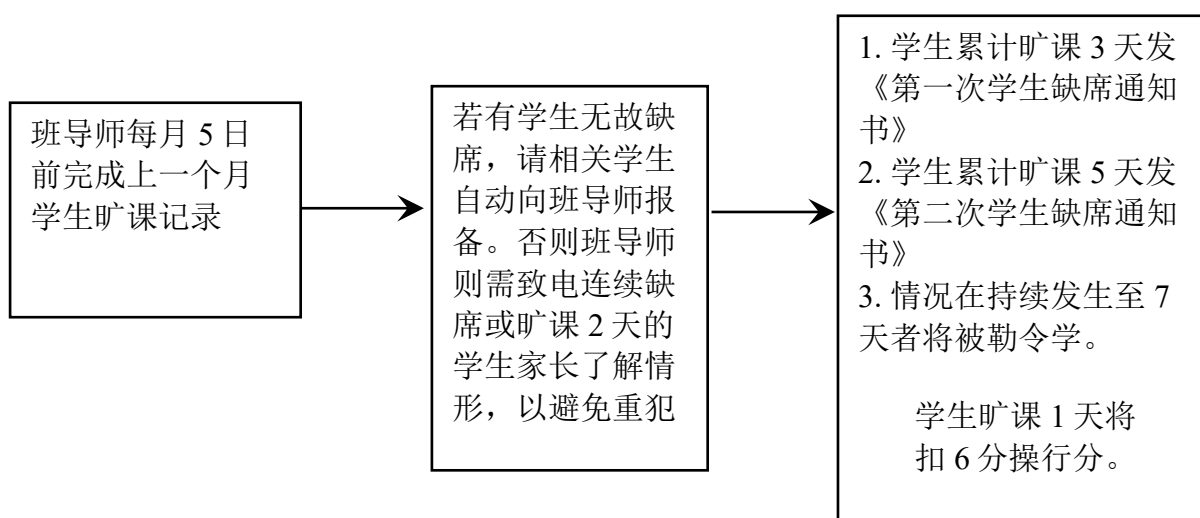 班导师每月 5 日
前完成上一个月
学生旷课记录
若有学生无故缺
席，请相关学生
自动向班导师报
备。否则班导师
则需致电连续缺
席或旷课 2 天的
学生家长了解情
形，以避免重犯
1. 学生累计旷课 3 天发
《第一次学生缺席通知
书》
2. 学生累计旷课 5 天发
《第二次学生缺席通知
书》
3. 情况在持续发生至 7
天者将被勒令学。
学生旷课 1 天将
扣 6 分操行分。